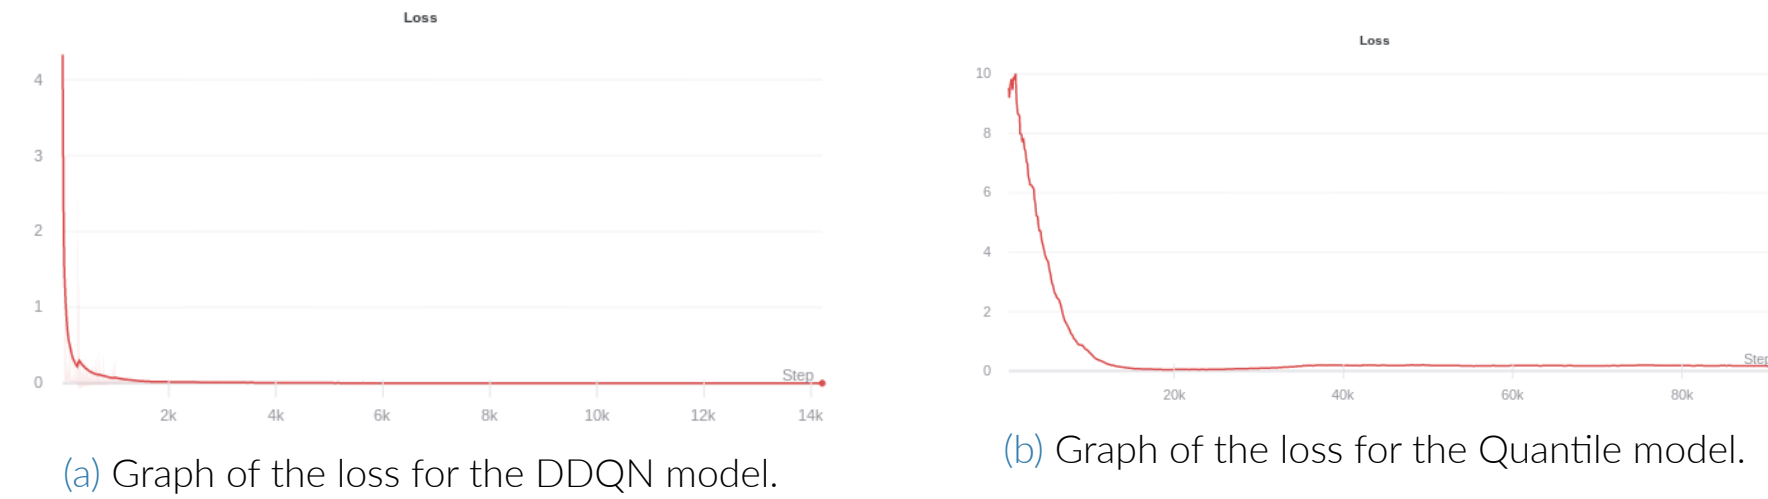 Loss
4
3
2
1
0
Step
2k 4k 6k 8k 10k 12k 14k
(a) Graph of the loss for the DDQN model.
Loss
10
8
6
4
2
0
Step
20k 40k 60k 80k
(b) Graph of the loss for the Quantile model.